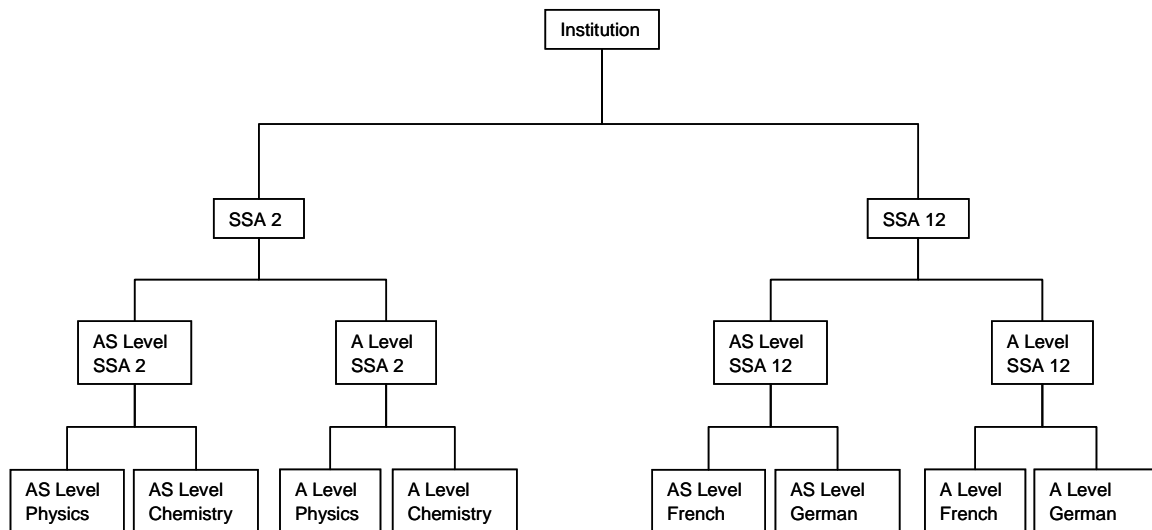 Institution
SSA 2
SSA 12
AS Level
SSA 2
A Level
SSA 2
AS Level
SSA 12
A Level
SSA 12
AS Level
Physics
AS Level
Chemistry
A Level
Physics
A Level
Chemistry
AS Level
French
AS Level
German
A Level
French
A Level
German